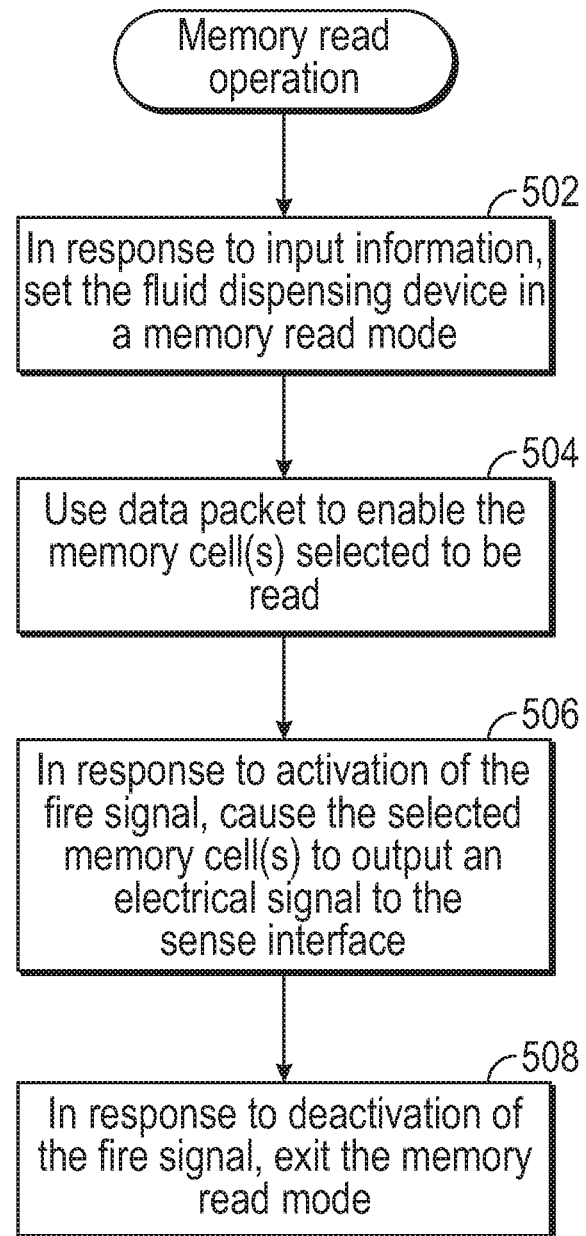 Memory read
operation
502
In response to input information,
set the fluid dispensing device in
a memory read mode
504
Use data packet to enable the
memory cell(s) selected to be
read
506
In response to activation of the
fire signal, cause the selected
memory cell(s) to output an
electrical signal to the
sense interface
508
In response to deactivation of
the fire signal, exit the memory
read mode